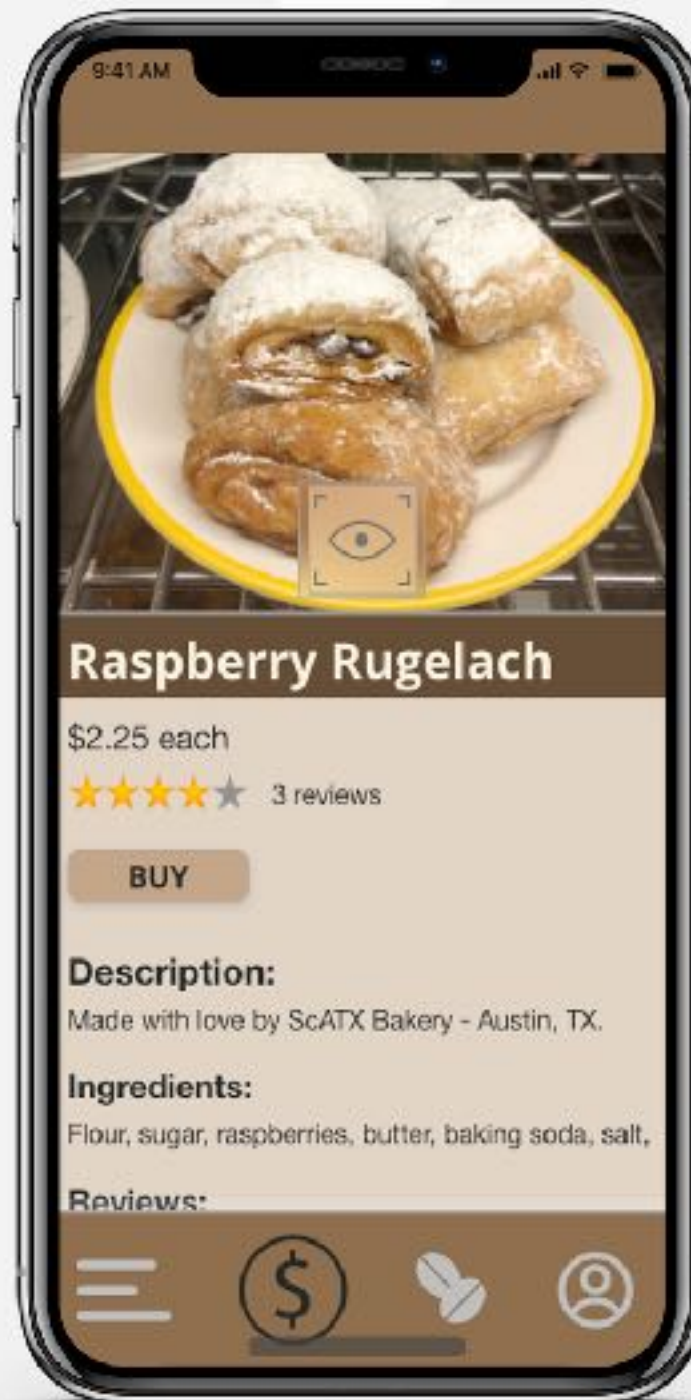 9:41 AM
Raspberry Rugelach
$2.25 each
3 reviews
BUY
Description:
Made with love by ScATX Bakery - Austin, TX.
Ingredients:
Flour, sugar, raspberries, butter, baking soda, salt,
Reviews:
$